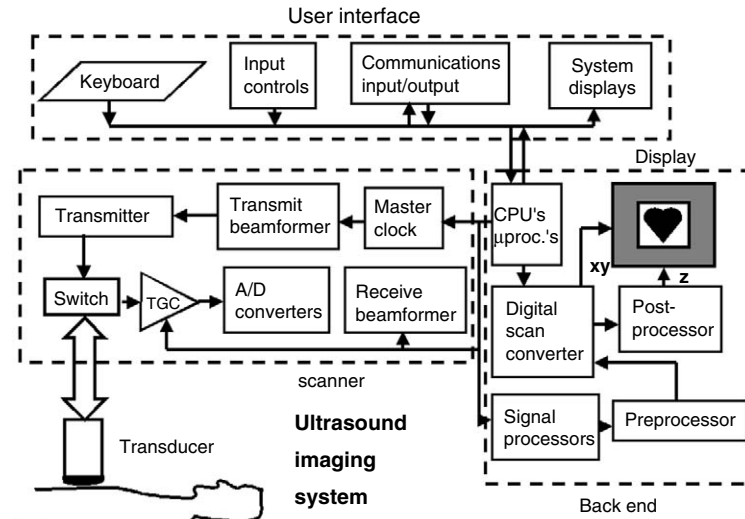 User interface
Keyboard
Input
controls
Communications
input/output
System
displays
Display
Transmitter
Transmit
beamformer
Master
clock
CPU's
μproc.'s
xy
z
Switch
TGC
A/D
converters
Receive
beamformer
Digital
scan
converter
Post-
processor
scanner
Signal
processors
Preprocessor
Transducer
Ultrasound
imaging
system
Back end